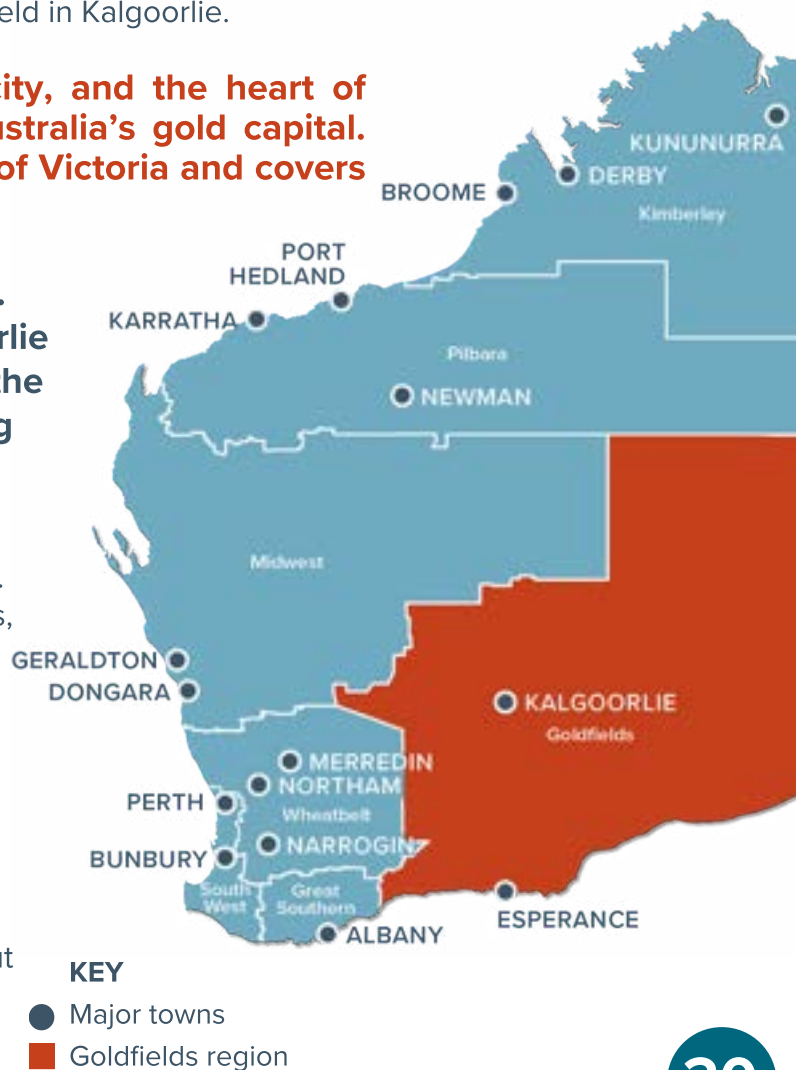 eld in Kalgoorlie.
city, and the heart of
ustralia's gold capital.
of Victoria and covers
rlie
the
g
s,
ut
KUNUNURRA
DERBY
BROOME
Kimberley
PORT
HEDLAND
KARRATHA
Pilbara
NEWMAN
Midwest
GERALDTON
DONGARA
KALGOORLIE
Goldfields
MERREDIN
NORTHAM
PERTH
Wheatbelt
NARROGIN
BUNBURY
South
West
Great
Southern
ESPERANCE
ALBANY
KEY
Major towns
Goldfields region